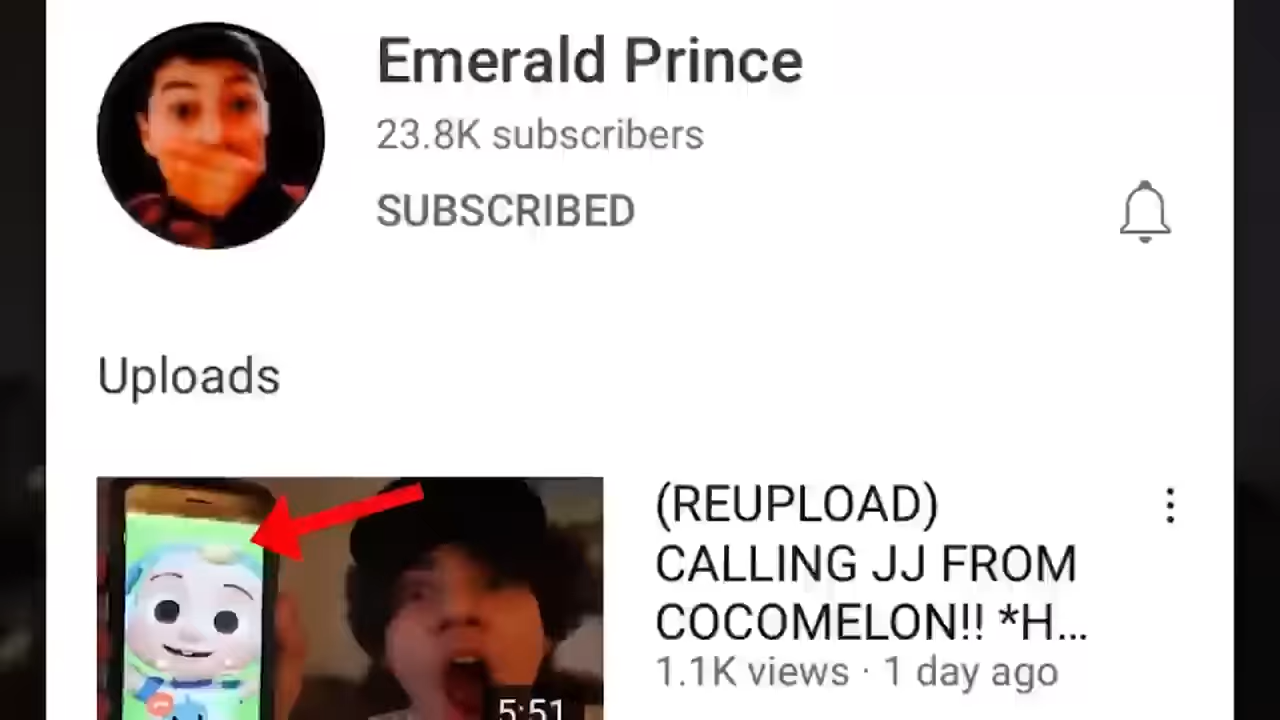 Emerald Prince
23.8K subscribers
SUBSCRIBED
Uploads
(REUPLOAD)
CALLING JJ FROM
COCOMELON!! *H...
1.1K views · 1 day ago
5:51